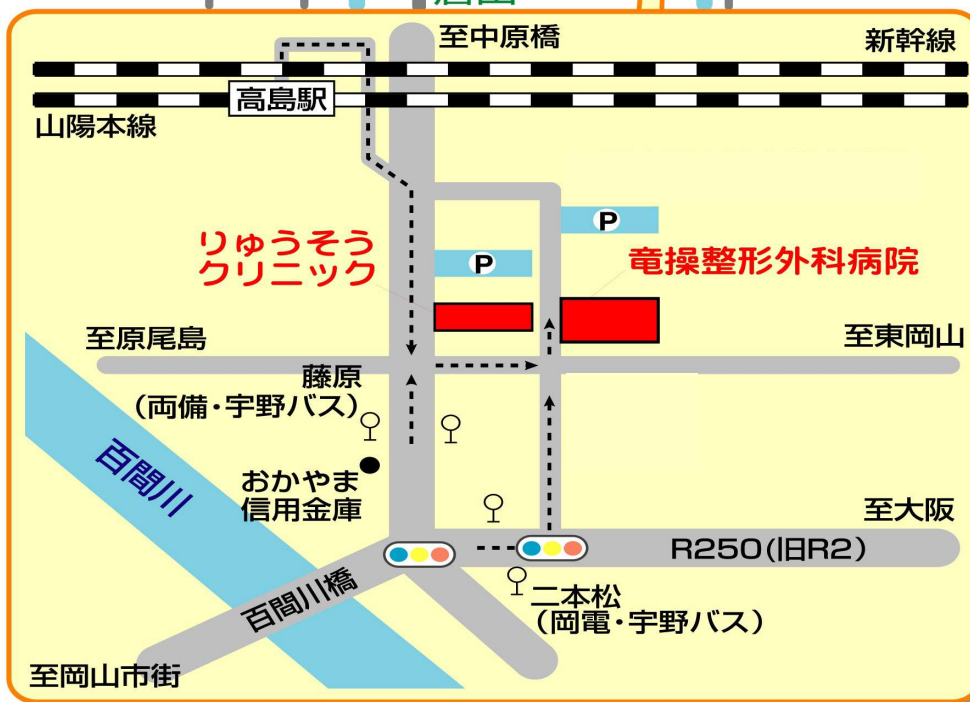 至中原橋
新幹線
高島駅
山陽本線
P
りゅうそう
クリニック
P
竜操整形外科病院
至原尾島
至東岡山
藤原
(両備・宇野バス)
百間川
おかやま
信用金庫
至大阪
R250(旧R2)
百間川橋
二本松
(岡電・宇野バス)
至岡山市街